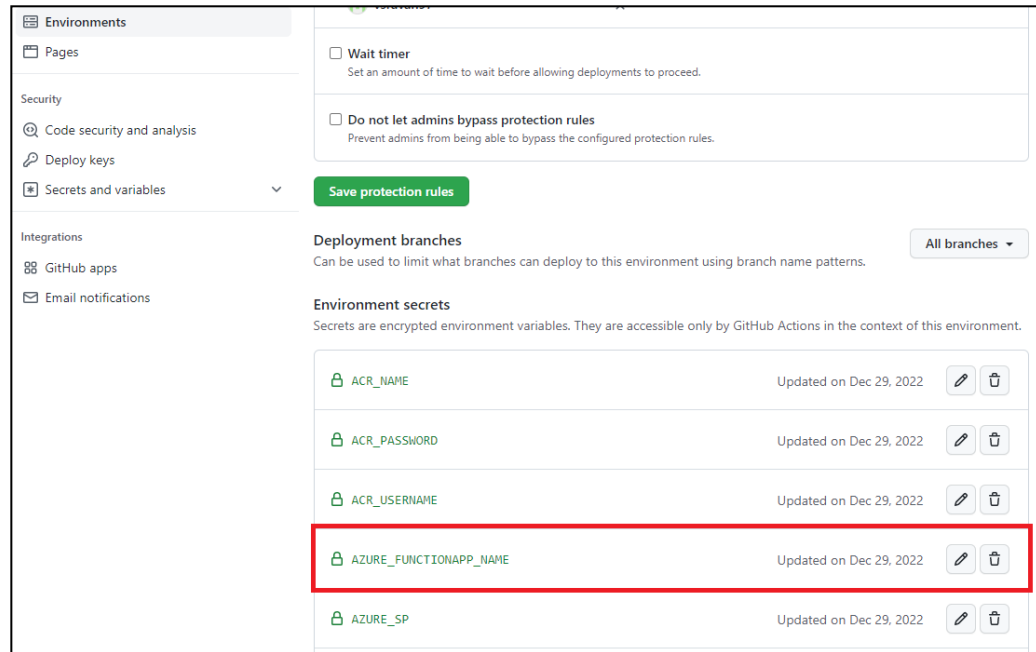 Environments
Pages
Security
Code security and analysis
Deploy keys
Secrets and variables
Integrations
GitHub apps
Email notifications
Wait timer
Set an amount of time to wait before allowing deployments to proceed.
Do not let admins bypass protection rules
Prevent admins from being able to bypass the configured protection rules.
Save protection rules
Deployment branches
All branches
Can be used to limit what branches can deploy to this environment using branch name patterns.
Environment secrets
Secrets are encrypted environment variables. They are accessible only by GitHub Actions in the context of this environment.
ACR_NAME Updated on Dec 29, 2022
ACR_PASSWORD Updated on Dec 29, 2022
ACR_USERNAME Updated on Dec 29, 2022
AZURE_FUNCTIONAPP_NAME Updated on Dec 29, 2022
AZURE_SP Updated on Dec 29, 2022